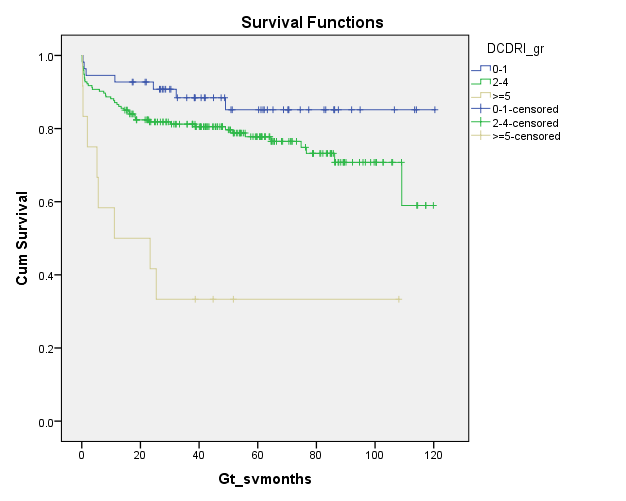 Survival Functions
DCDRI_gr
0-1
2-4
>=5
0-1-censored
2-4-censored
>=5-censored
Cum Survival
1.0
0.8
0.6
0.4
0.2
0.0
0 20 40 60 80 100 120
Gt_svmonths